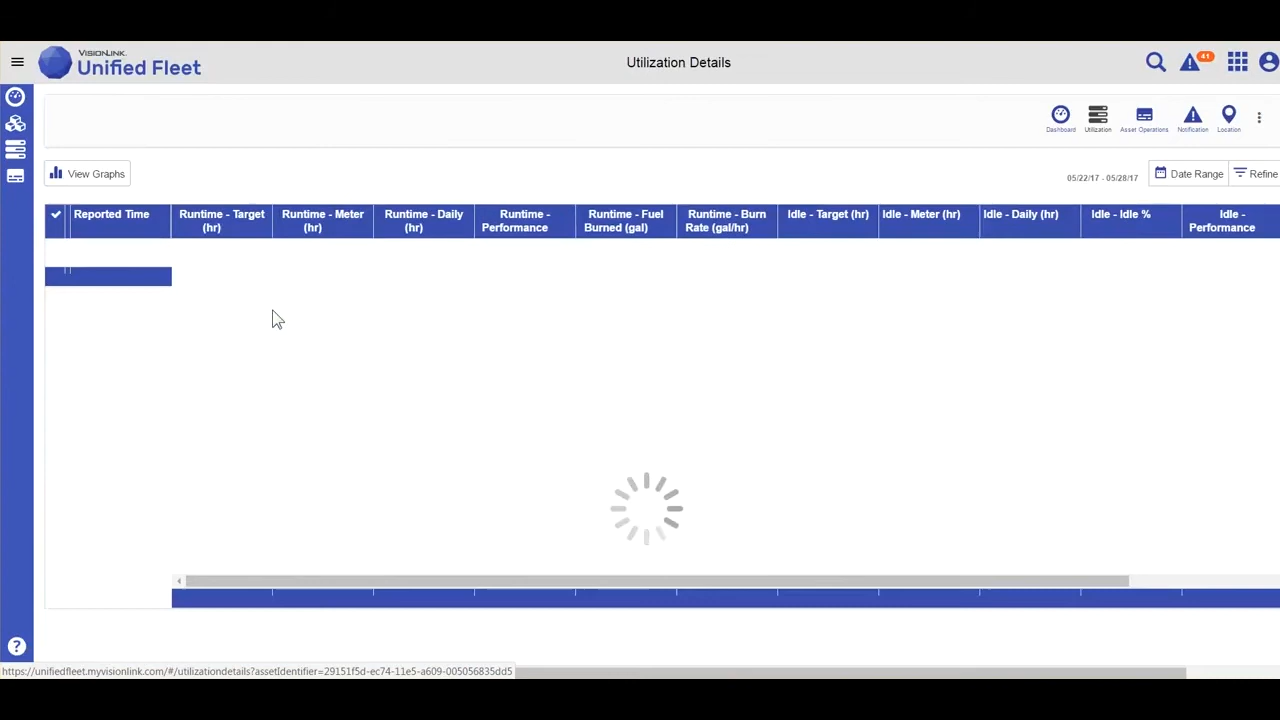 VISIONLINK.
Unified Fleet
Utilization Details
41
Dashboard Utilization Asset Operations Notification Location
View Graphs
05/22/17 - 05/28/17
Date Range
Refine
Reported Time
Runtime - Target (hr)
Runtime - Meter (hr)
Runtime - Daily (hr)
Runtime - Performance
Runtime - Fuel Burned (gal)
Runtime - Burn Rate (gal/hr)
Idle - Target (hr)
Idle - Meter (hr)
Idle - Daily (hr)
Idle - Idle %
Idle - Performance
?
https://unifiedfleet.myvisionlink.com/#/utilizationdetails?assetIdentifier=29151f5d-ec74-11e5-a609-005056835dd5